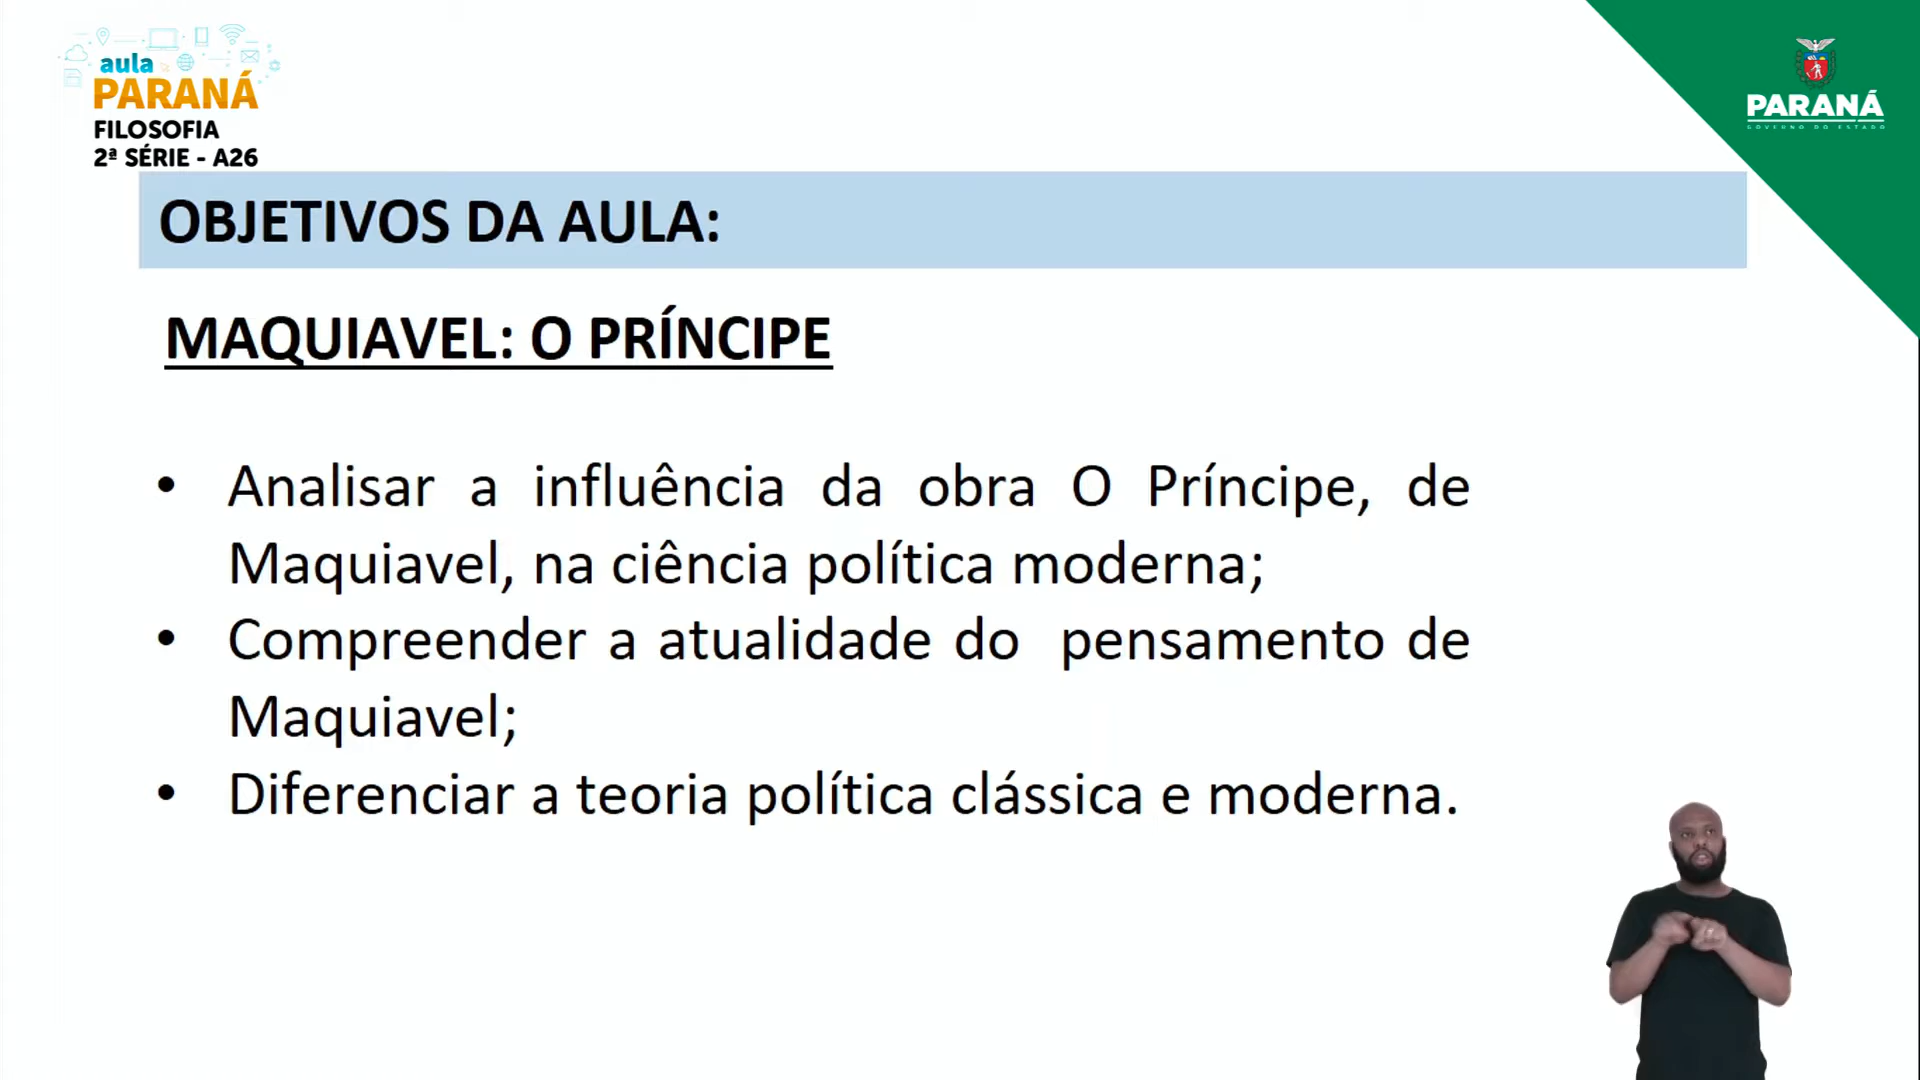 aula
PARANÁ
FILOSOFIA
2ª SÉRIE - A26
PARANÁ
GOVERNO DO ESTADO
OBJETIVOS DA AULA:
MAQUIAVEL: O PRÍNCIPE
• Analisar a influência da obra O Príncipe, de
Maquiavel, na ciência política moderna;
• Compreender a atualidade do pensamento de
Maquiavel;
• Diferenciar a teoria política clássica e moderna.